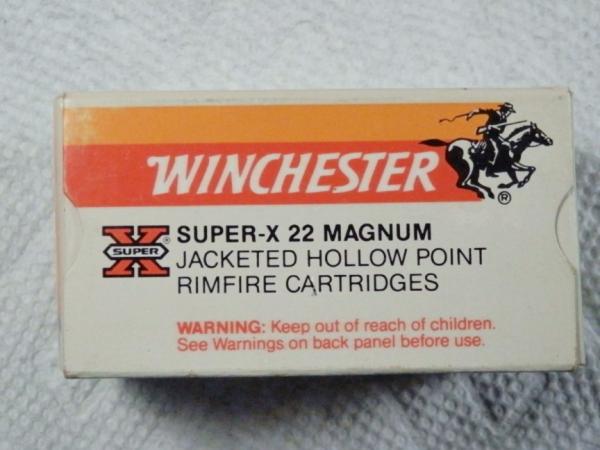 WINCHESTER
®
X
SUPER
®
SUPER-X 22 MAGNUM
JACKETED HOLLOW POINT
RIMFIRE CARTRIDGES
WARNING: Keep out of reach of children.
See Warnings on back panel before use.